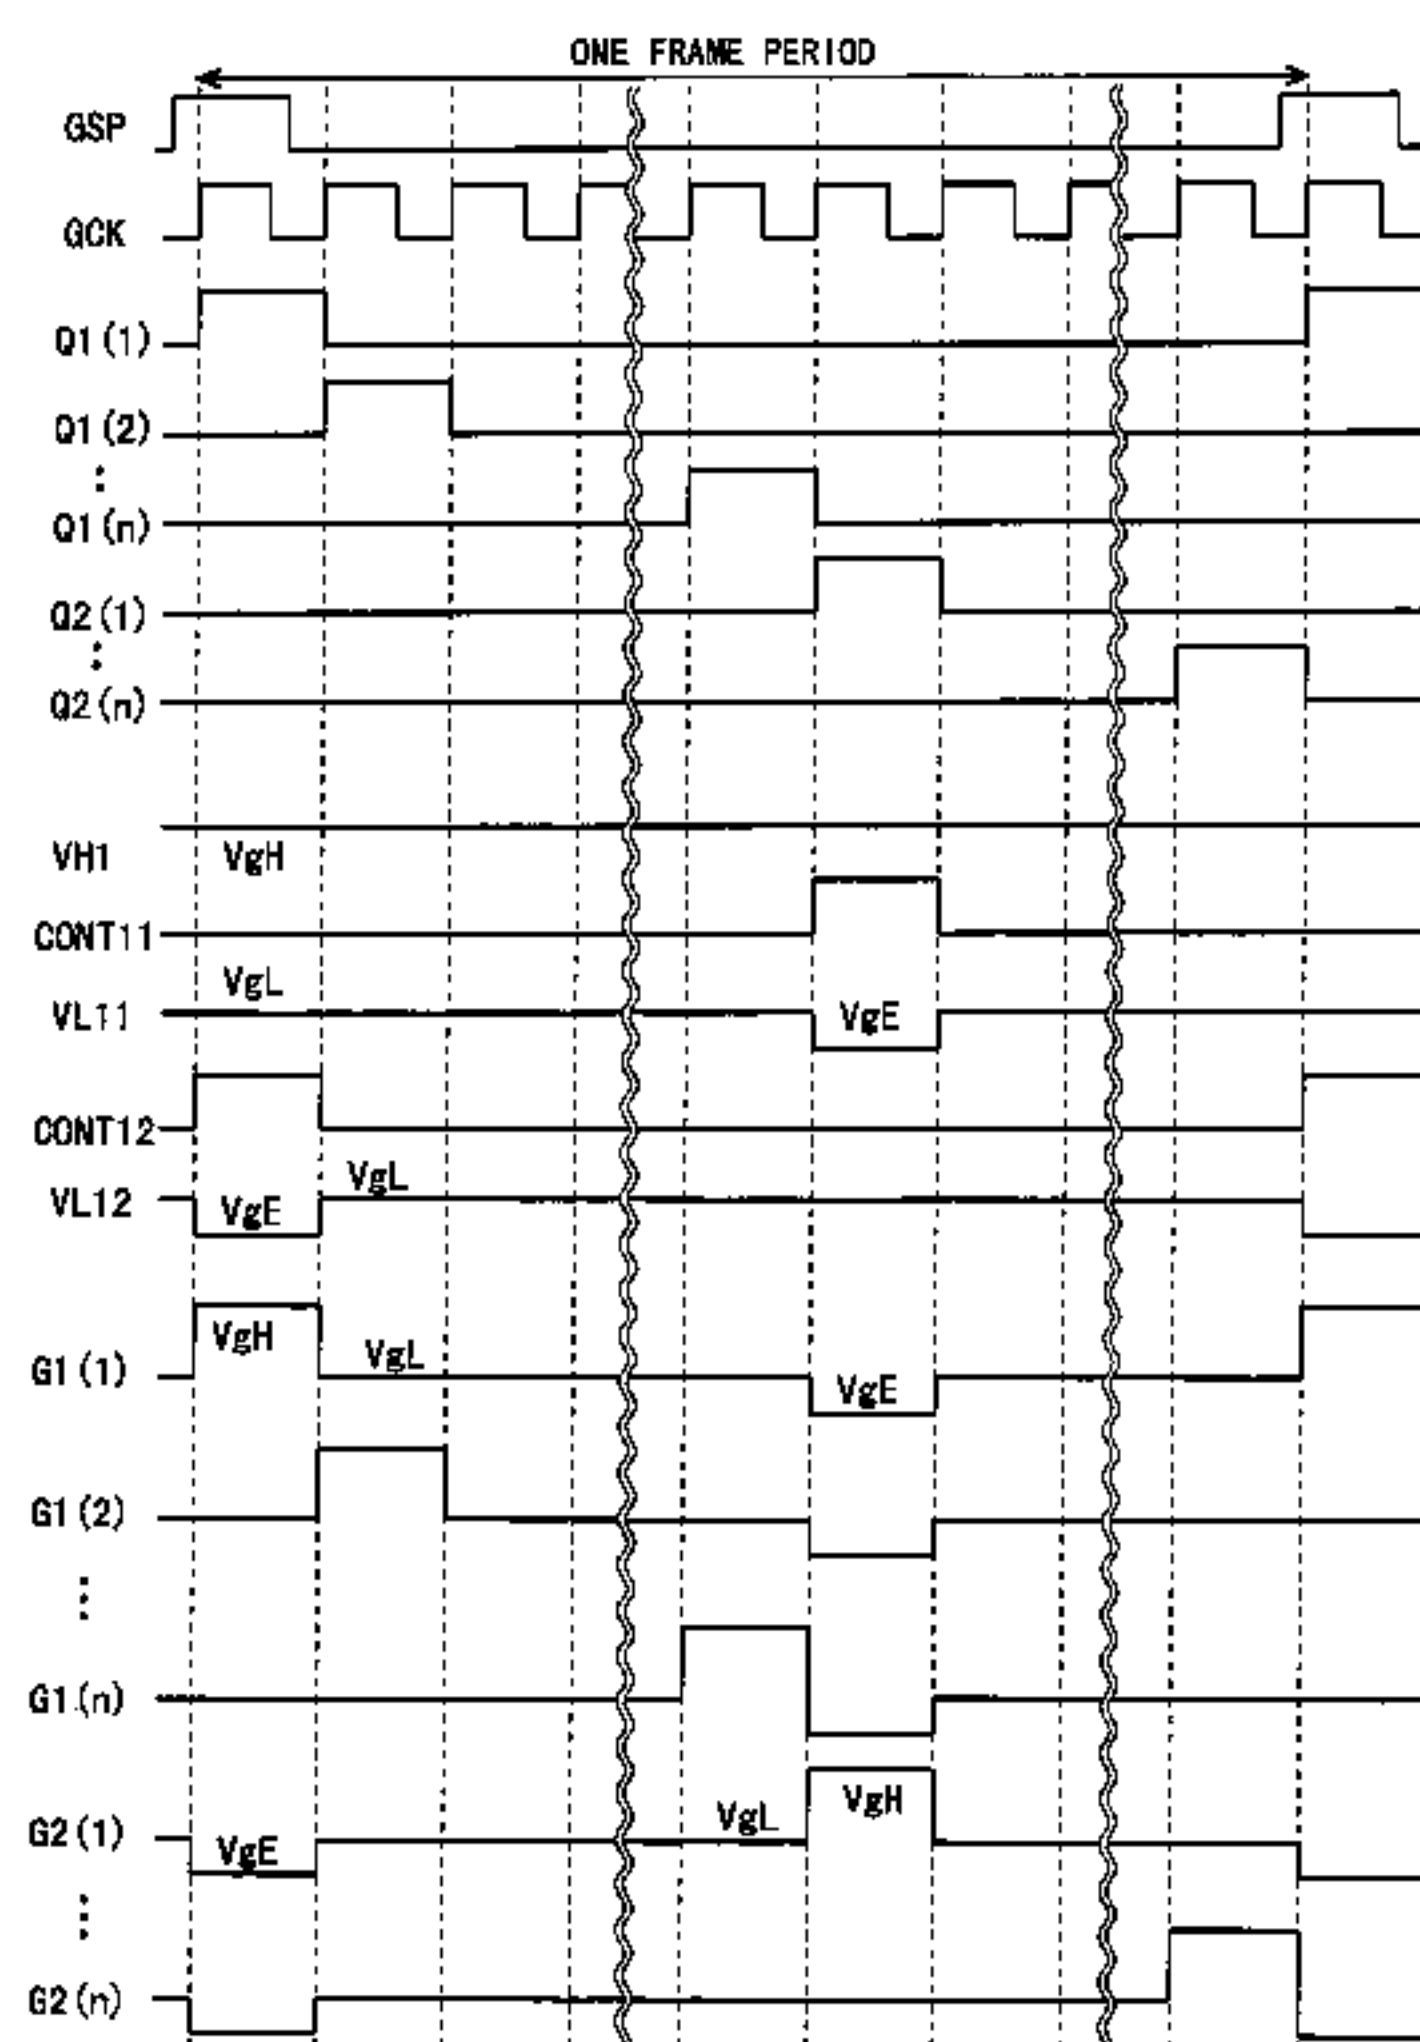 ONE FRAME PERIOD
GSP
GCK
Q1(1)
Q1(2)
Q1(n)
Q2(1)
Q2(n)
VH1 VgH
CONT11
VgL
VL11 VgE
CONT12
VgL
VL12 VgE
VgH
G1(1) VgL VgE
G1(2)
G1(n)
G2(1) VgE VgL VgH
G2(n)